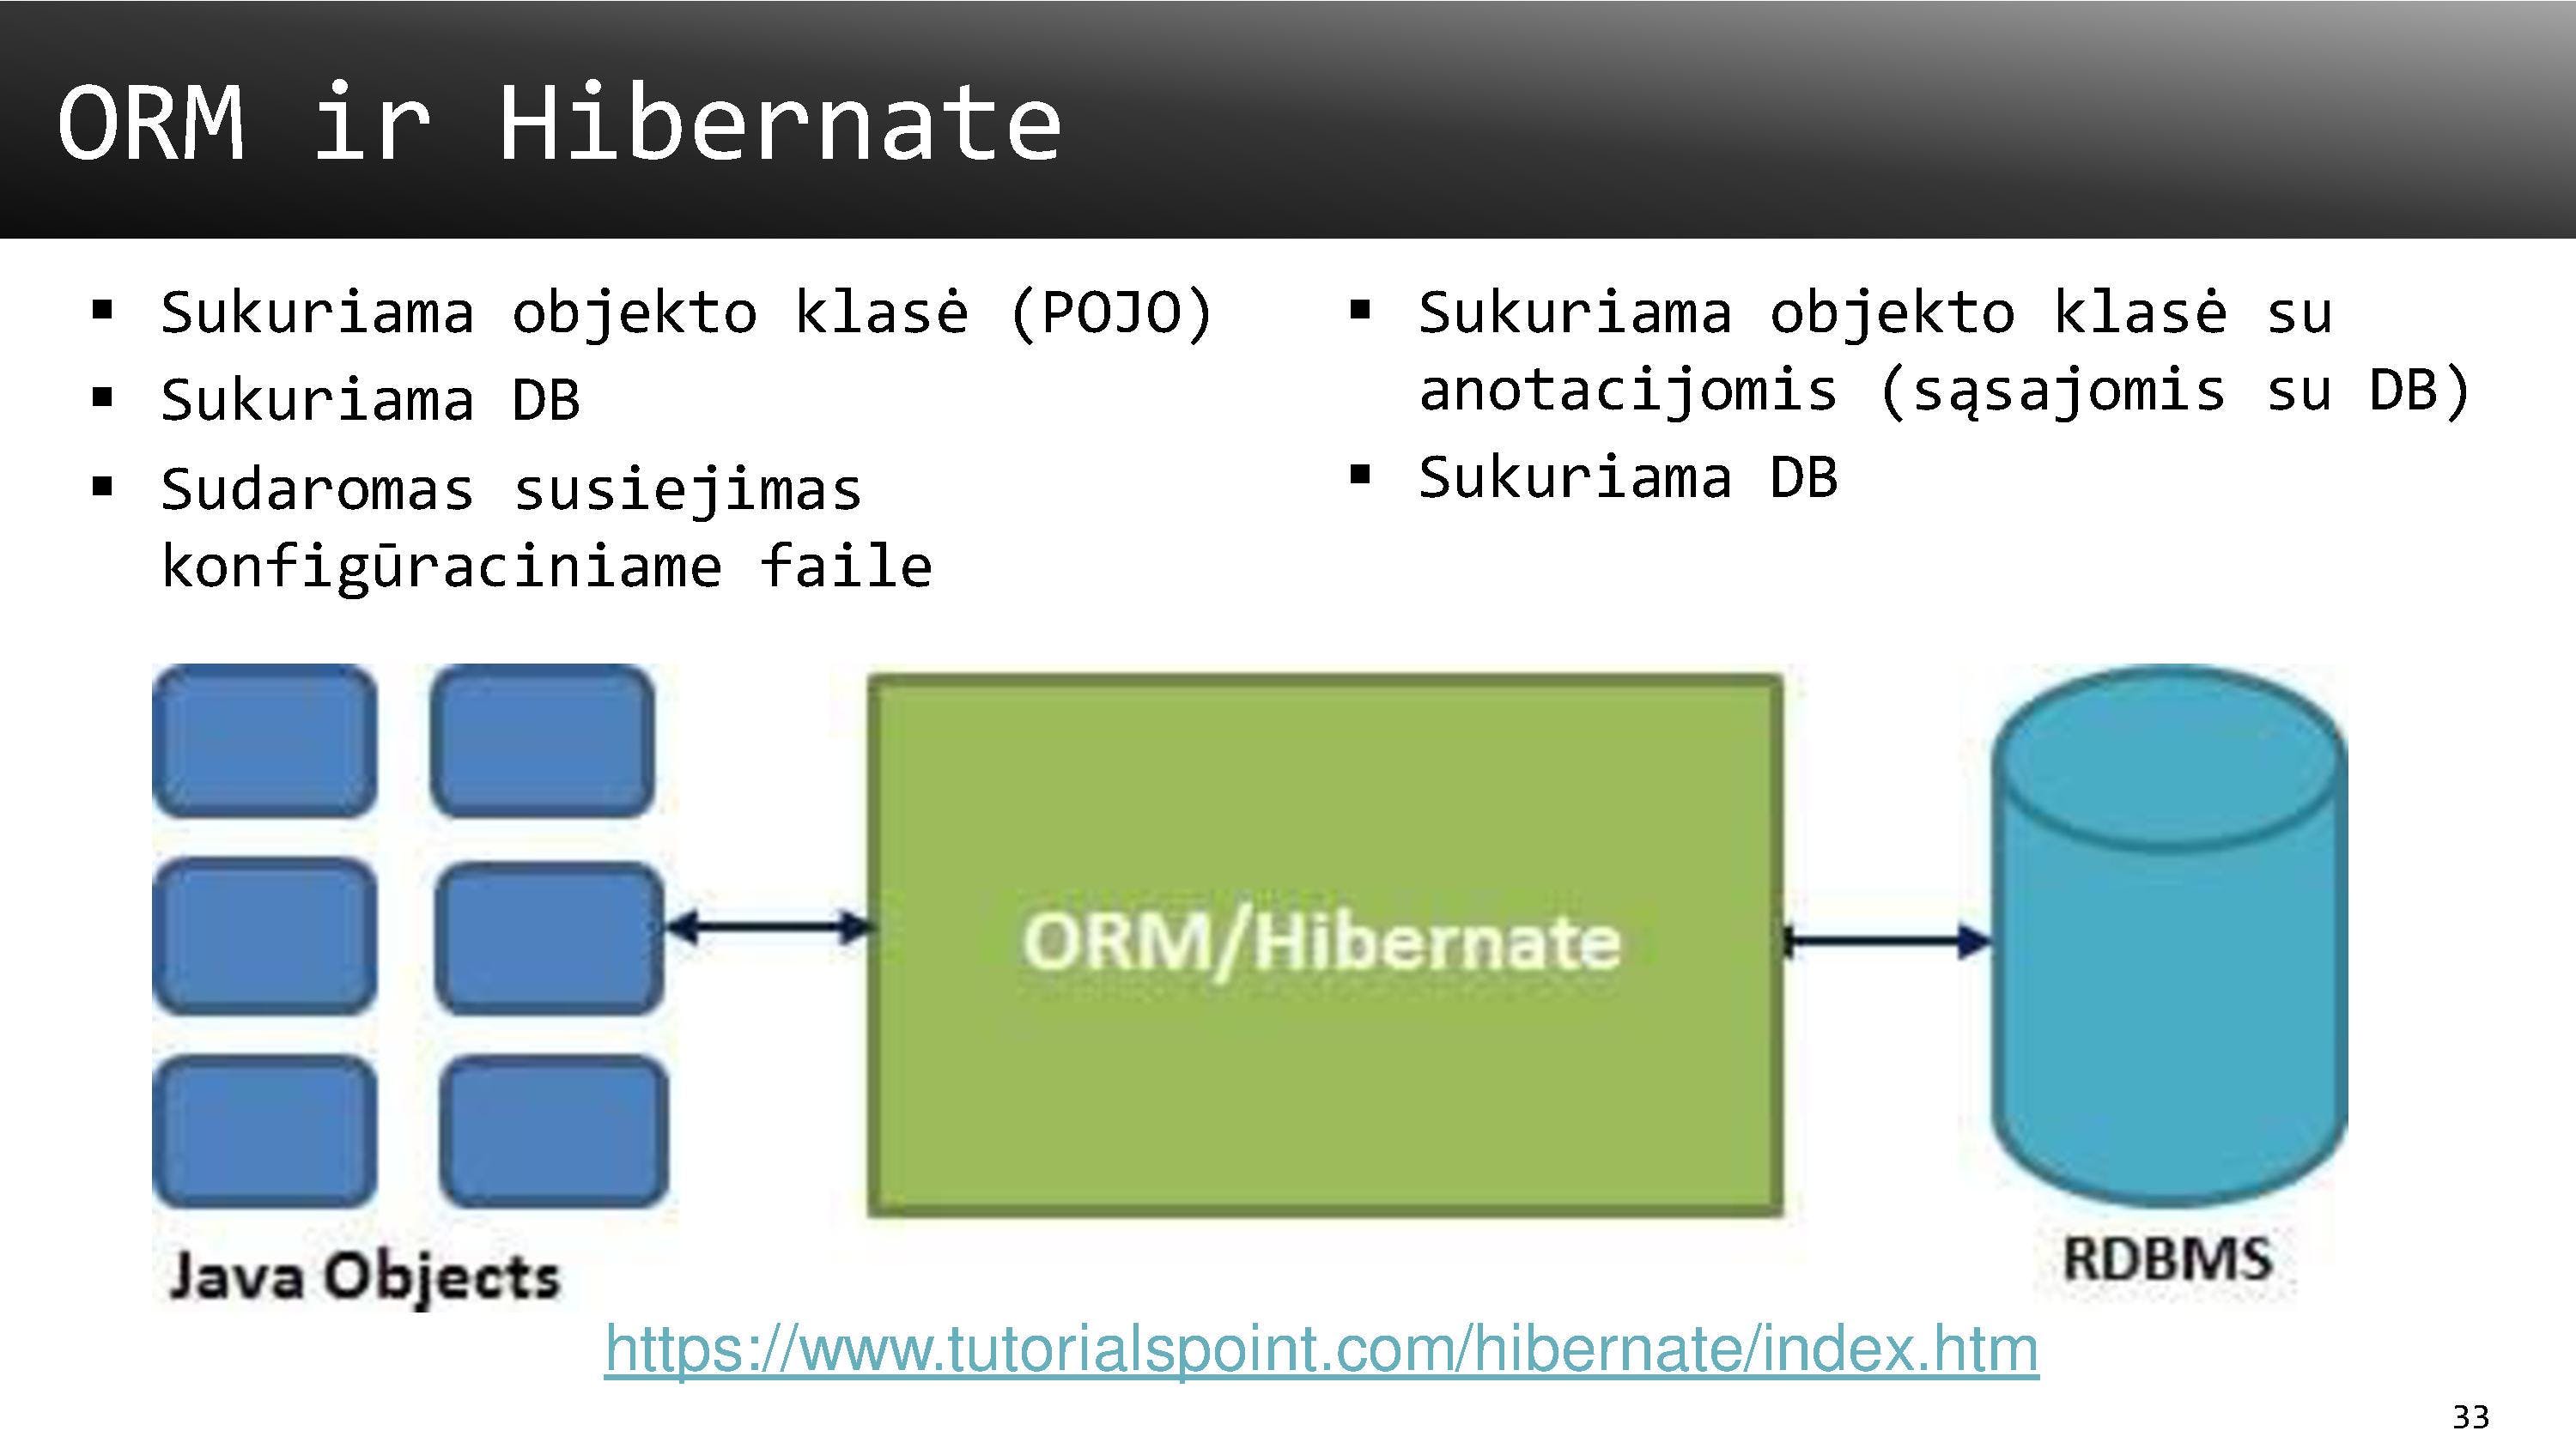 ORM ir Hibernate
▪ Sukuriama objekto klasė (POJO)
▪ Sukuriama DB
▪ Sudaromas susiejimas
konfigūraciniame faile
▪ Sukuriama objekto klasė su
anotacijomis (sąsajomis su DB)
▪ Sukuriama DB
ORM/Hibernate
Java Objects
RDBMS
https://www.tutorialspoint.com/hibernate/index.htm
33